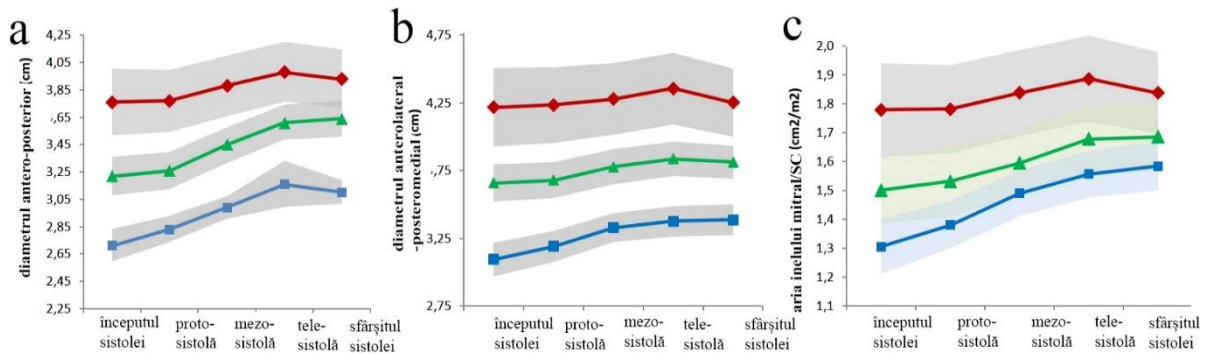 a
diametrul antero-posterior (cm)
4,25
4,05
3,85
,65
3,45
3,25
3,05
2,85
2,65
2,45
2,25
începutul
sistolei
proto-
sistolă
mezo-
sistolă
tele-
sistolă
sfârșitul
sistolei
b
diametrul anterolateral
-posteromedial (cm)
4,75
4,25
,75
3,25
2,75
începutul
sistolei
proto-
sistolă
mezo-
sistolă
tele-
sistolă
sfârșitul
sistolei
c
aria inelului mitral/SC (cm2/m2)
2,0
1,9
1,8
1,7
1,6
1,5
1,4
1,3
1,2
1,1
începutul
sistolei
proto-
sistolă
mezo-
sistolă
tele-
sistolă
sfârșitul
sistolei